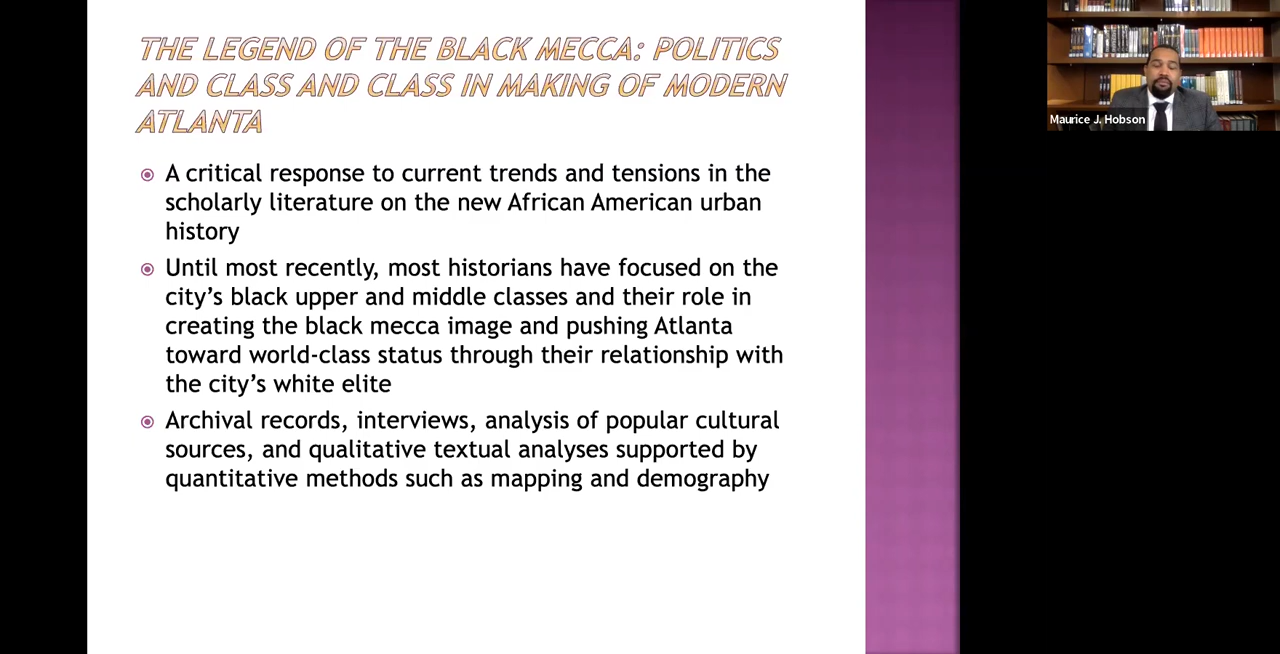 THE LEGEND OF THE BLACK MECCA: POLITICS
AND CLASS AND CLASS IN MAKING OF MODERN
ATLANTA
A critical response to current trends and tensions in the
scholarly literature on the new African American urban
history
Until most recently, most historians have focused on the
city’s black upper and middle classes and their role in
creating the black mecca image and pushing Atlanta
toward world-class status through their relationship with
the city’s white elite
Archival records, interviews, analysis of popular cultural
sources, and qualitative textual analyses supported by
quantitative methods such as mapping and demography
Maurice J. Hobson